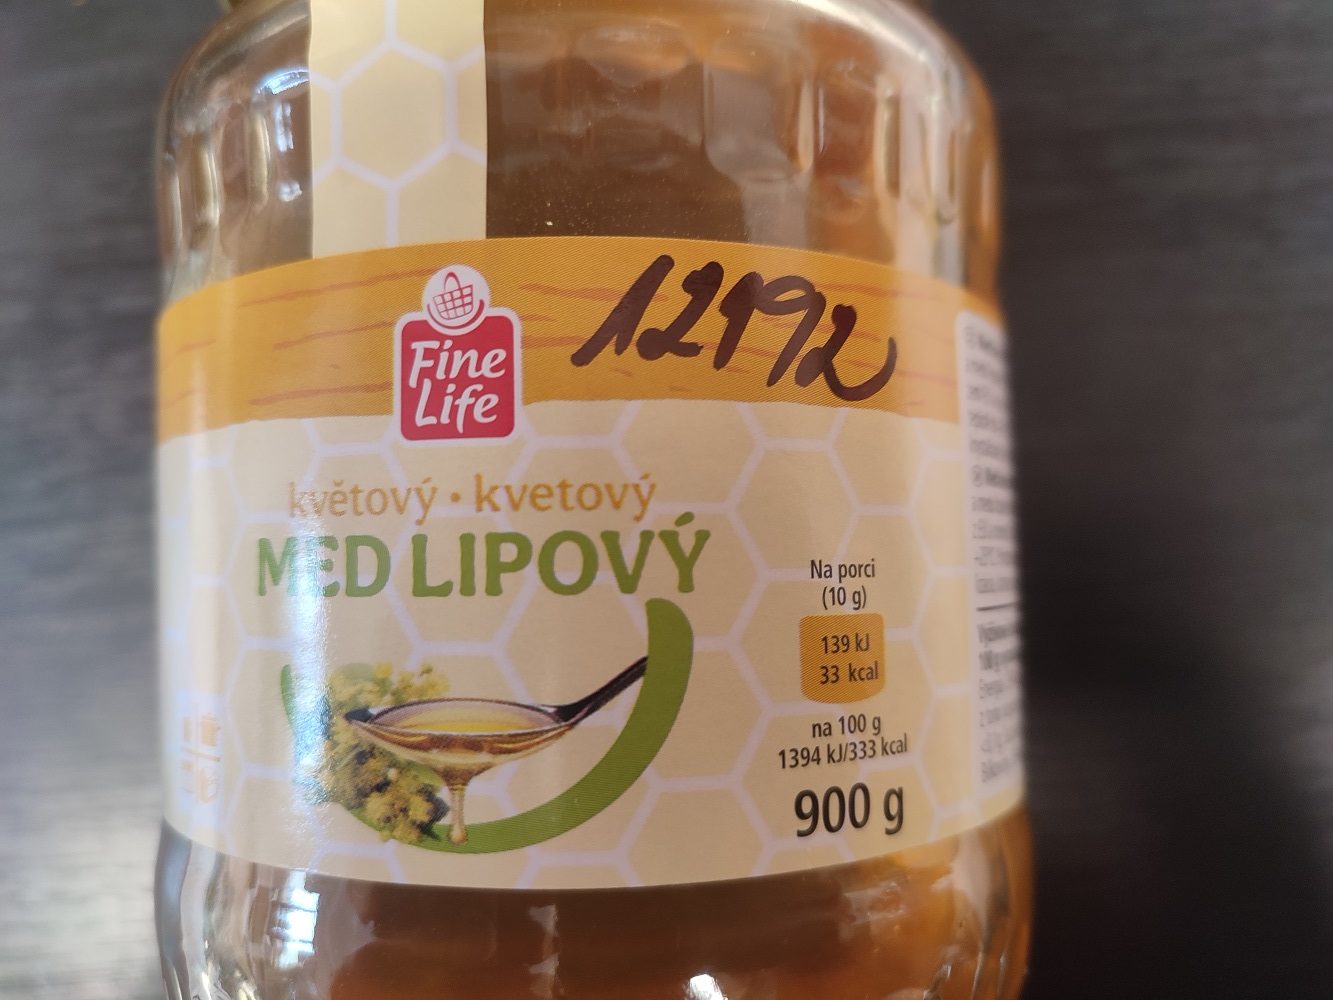 12192
Fine
Life
květový · kvetový
MED LIPOVÝ
Na porci
(10 g)
139 kJ
33 kcal
na 100 g
1394 kJ/333 kcal
900 g